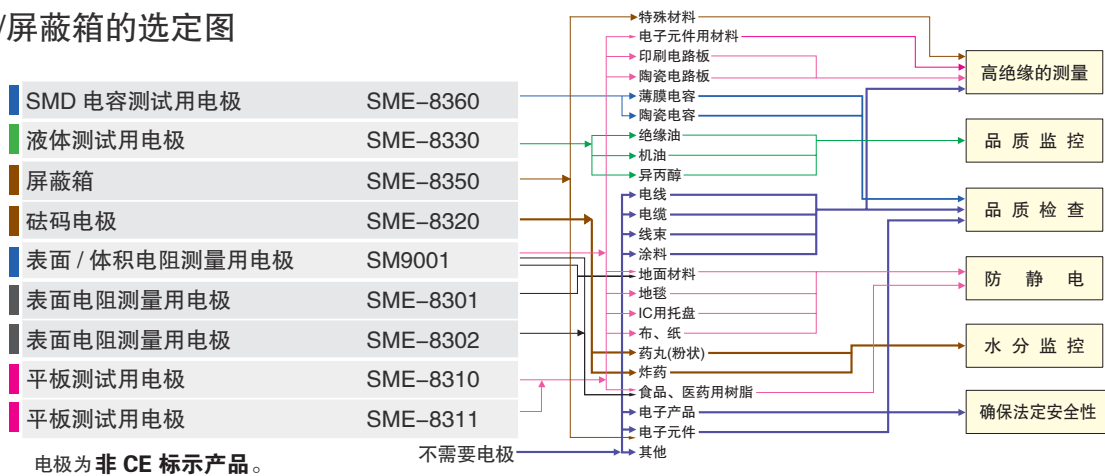 /屏蔽箱的选定图
SMD 电容测试用电极 SME–8360
液体测试用电极 SME–8330
屏蔽箱 SME–8350
砝码电极 SME–8320
表面 / 体积电阻测量用电极 SM9001
表面电阻测量用电极 SME–8301
表面电阻测量用电极 SME–8302
平板测试用电极 SME–8310
平板测试用电极 SME–8311
电极为非 CE 标示产品。
不需要电极
特殊材料
电子元件用材料
印刷电路板
陶瓷电路板
薄膜电容
陶瓷电容
绝缘油
机油
异丙醇
电线
电缆
线束
涂料
地面材料
地毯
IC用托盘
布、纸
药丸(粉状)
炸药
食品、医药用树脂
电子产品
电子元件
其他
高绝缘的测量
品 质 监 控
品 质 检 查
防 静 电
水 分 监 控
确保法定安全性